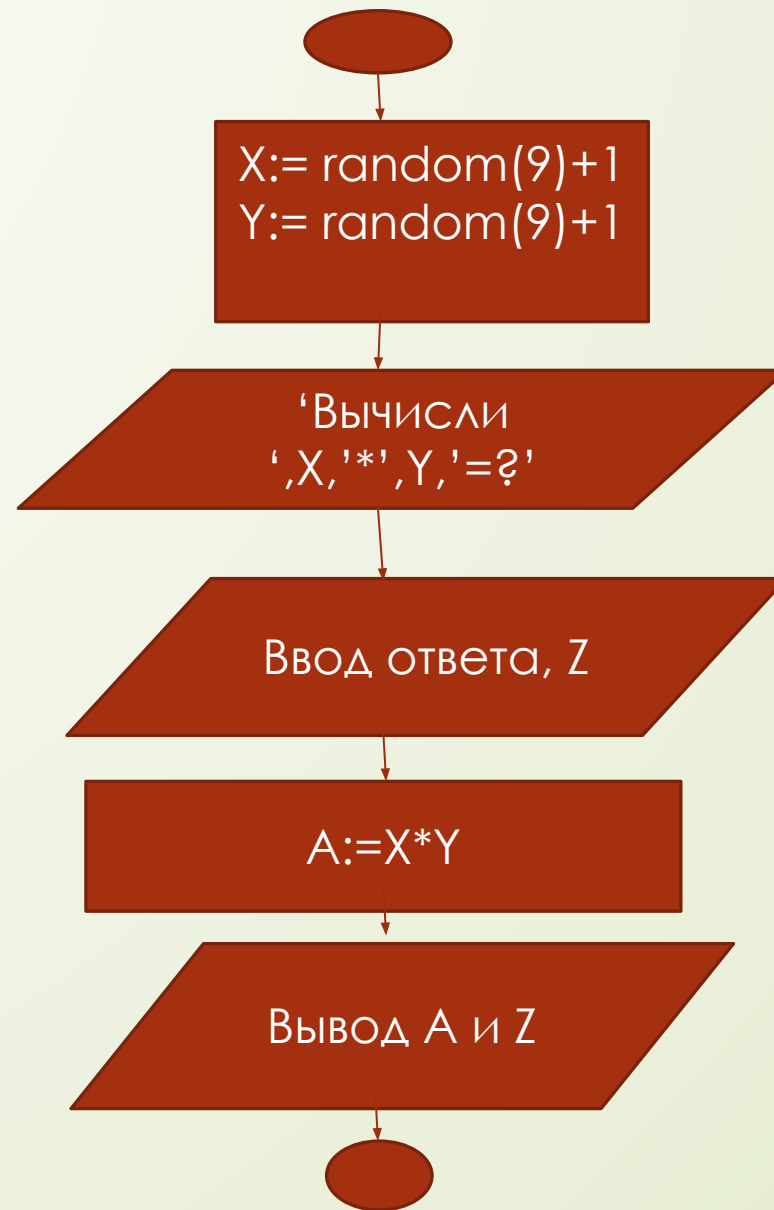 X:= random(9)+1
Y:= random(9)+1
‘Вычисли
‘,X,’*’,Y,’=?’
Ввод ответа, Z
A:=X*Y
Вывод A и Z